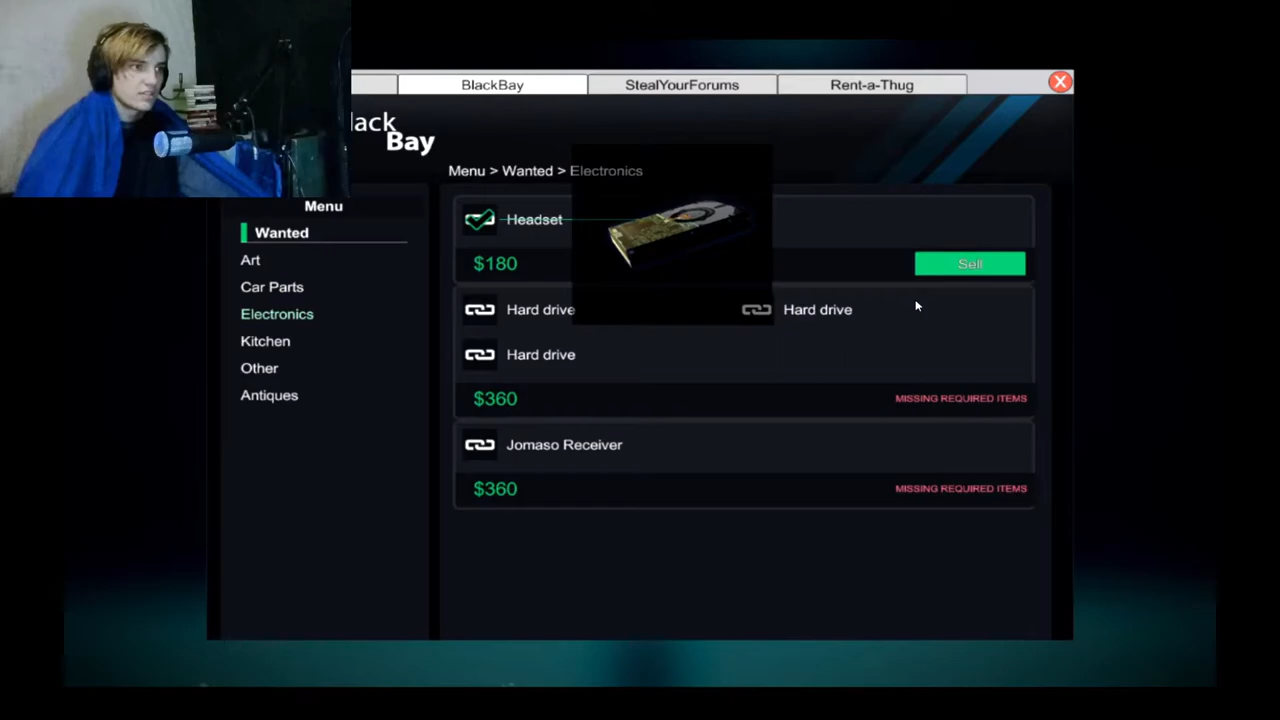 BlackBay
StealYourForums
Rent-a-Thug
lack
Bay
Menu > Wanted > Electronics
Menu
Wanted
Art
Car Parts
Electronics
Kitchen
Other
Antiques
Headset
$180
Sell
Hard drive
Hard drive
Hard drive
$360
MISSING REQUIRED ITEMS
Jomaso Receiver
$360
MISSING REQUIRED ITEMS